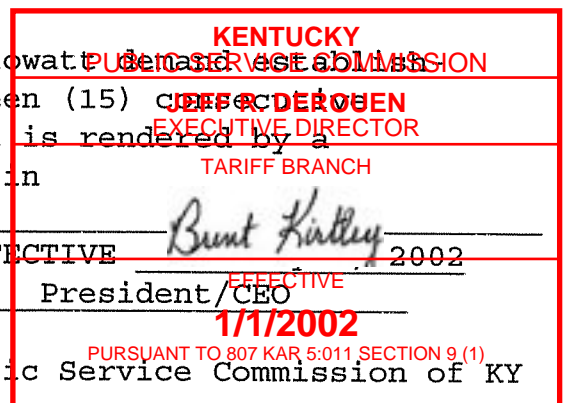 KENTUCKY
owatt demand establish-
PUBLIC SERVICE COMMISSION
en (15) consecutive
JEFF R. DEROUEN
EXECUTIVE DIRECTOR
is rendered by a
TARIFF BRANCH
in
Brent Kirtley
FECTIVE 2002
EFFECTIVE
President/CEO
1/1/2002
PURSUANT TO 807 KAR 5:011 SECTION 9 (1)
ic Service Commission of KY